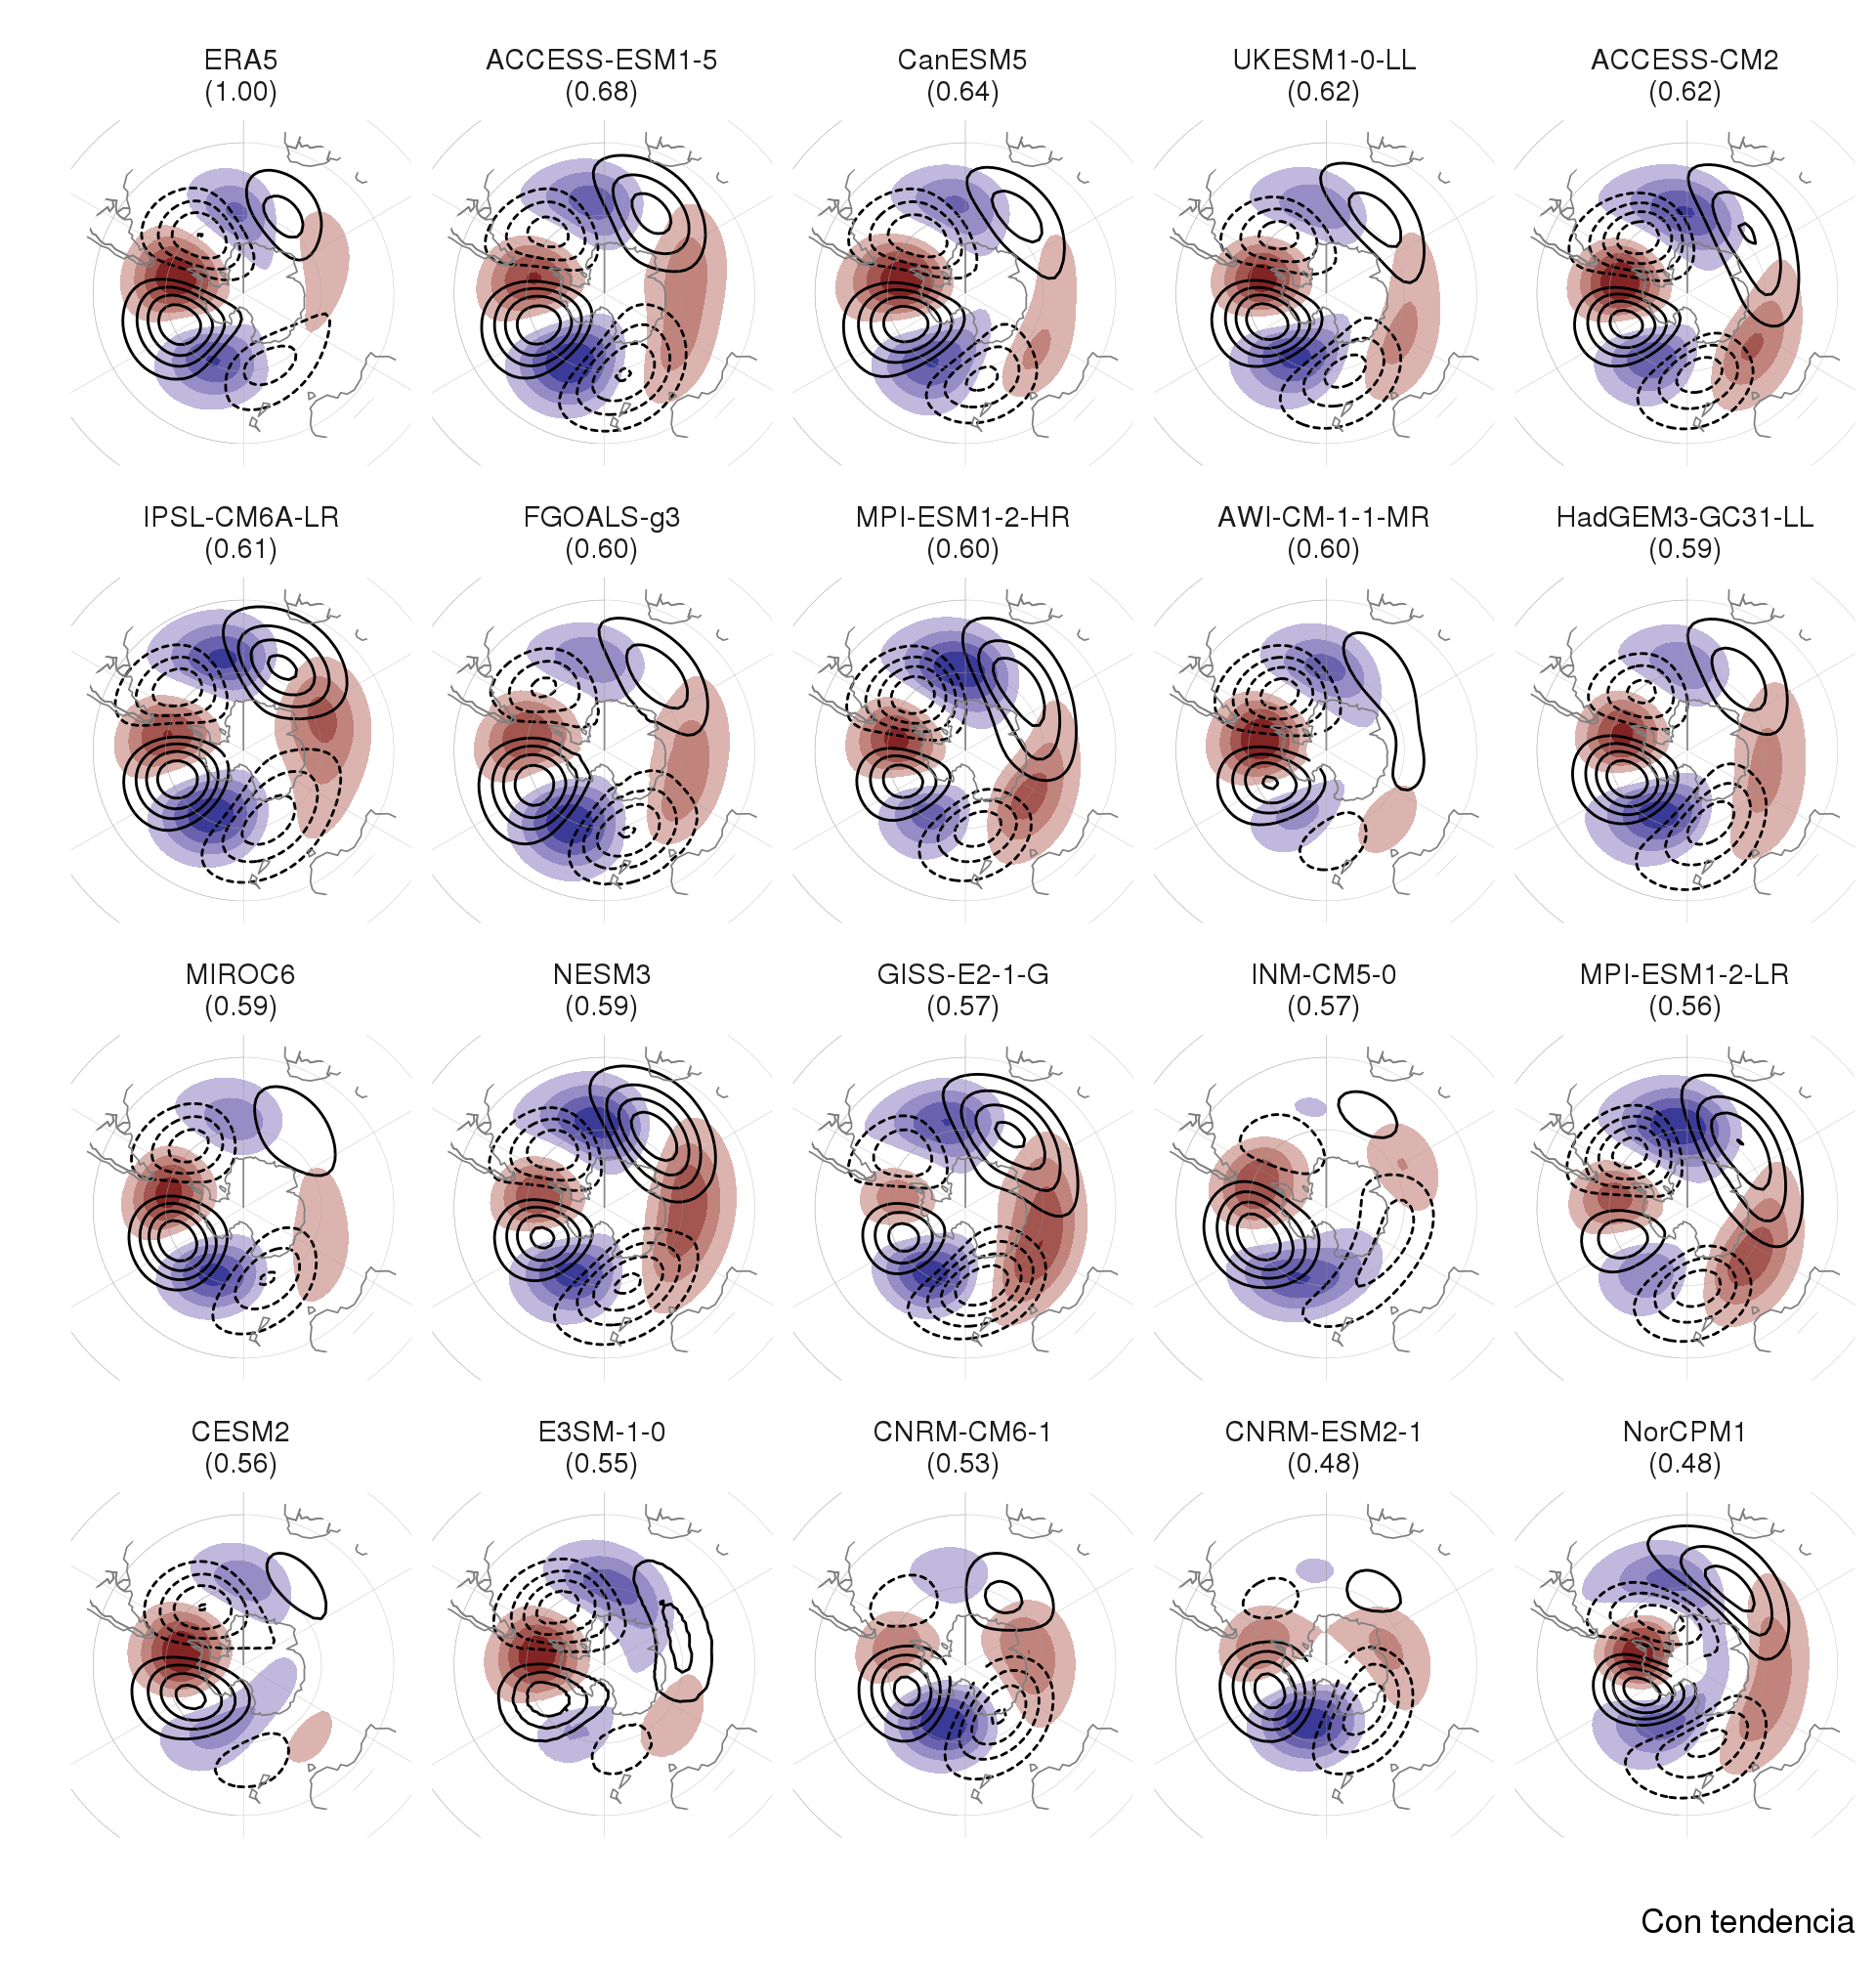 ERA5
(1.00)
ACCESS-ESM1-5
(0.68)
CanESM5
(0.64)
UKESM1-0-LL
(0.62)
ACCESS-CM2
(0.62)
IPSL-CM6A-LR
(0.61)
FGOALS-g3
(0.60)
MPI-ESM1-2-HR
(0.60)
AWI-CM-1-1-MR
(0.60)
HadGEM3-GC31-LL
(0.59)
MIROC6
(0.59)
NESM3
(0.59)
GISS-E2-1-G
(0.57)
INM-CM5-0
(0.57)
MPI-ESM1-2-LR
(0.56)
CESM2
(0.56)
E3SM-1-0
(0.55)
CNRM-CM6-1
(0.53)
CNRM-ESM2-1
(0.48)
NorCPM1
(0.48)
Con tendencia